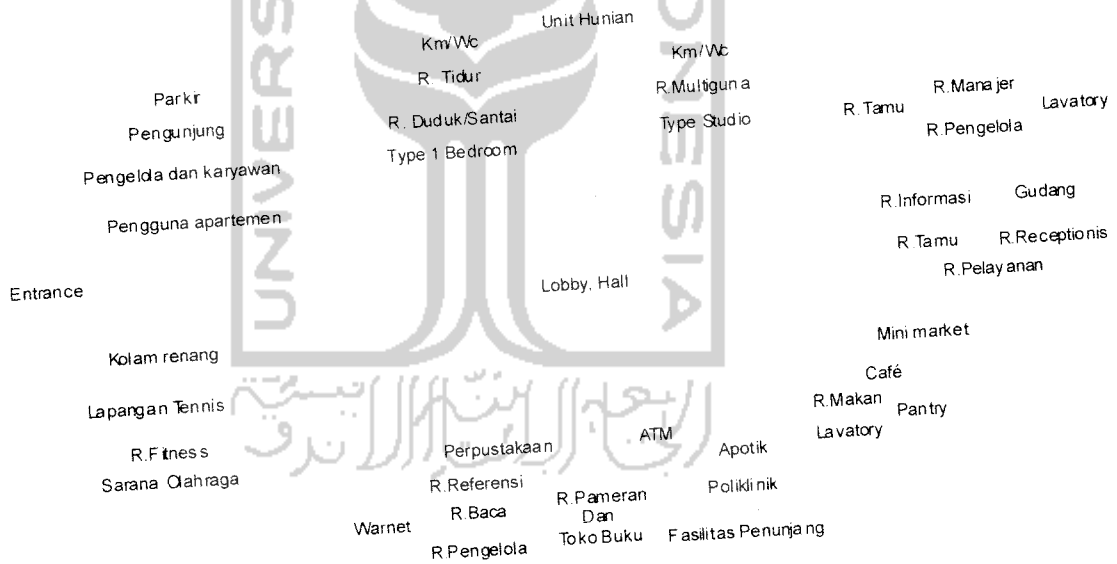 Unit Hunian
Km/Wc
R. Tidur
R. Duduk/Santai
Type 1 Bedroom
Km/Wc
R.Multiguna
Type Studio
Parkir
Pengunjung
Pengelola dan karyawan
Pengguna apartemen
R.Tamu
R.Manajer
Lavatory
R.Pengelola
R.Informasi
Gudang
R.Tamu
R.Receptionis
R.Pelayanan
Entrance
Lobby, Hall
Kolam renang
Lapangan Tennis
R.Fitness
Sarana Olahraga
Mini market
Café
R.Makan
Pantry
Lavatory
Perpustakaan
R.Referensi
R.Baca
Warnet
R.Pengelola
ATM
R.Pameran
Dan
Toko Buku
Apotik
Poliklinik
Fasilitas Penunjang
UNIVERS
ONESIA